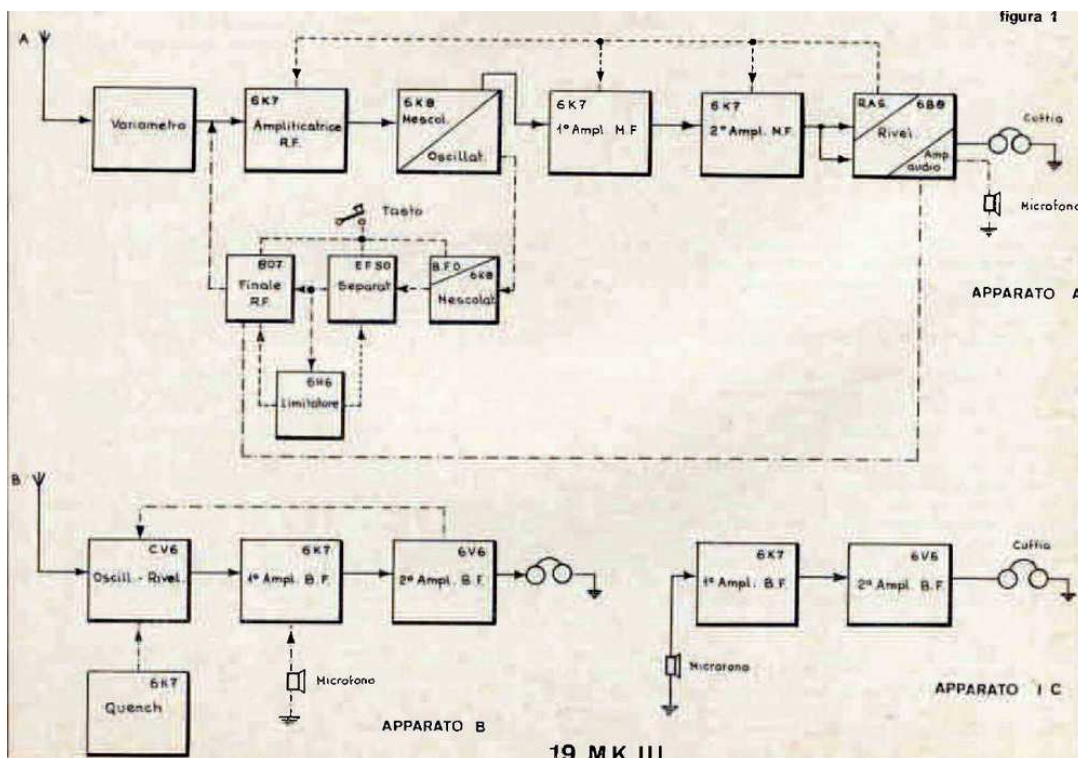 figura 1
A
Variametro
6K7
Amplificatrice
R.F.
6K8
Mescol.
Oscillat.
6K7
1° Ampl. M.F
6K7
2° Ampl. M.F.
R.A.S.
6B8
Rivel.
Amp.
audio
Cuffia
Microfono
Tasto
807
Finale
R.F.
EF50
Separat.
B.F.O
6K8
Mescolat.
6H6
Limitatore
APPARATO A
B
CV6
Oscill.-Rivel.
6K7
1° Ampl. B.F.
6V6
2° Ampl. B.F.
6K7
Quench
Microfono
APPARATO B
6K7
1° Ampl. B.F.
6V6
2° Ampl. B.F.
Cuffia
Microfono
APPARATO I C
19 MK III